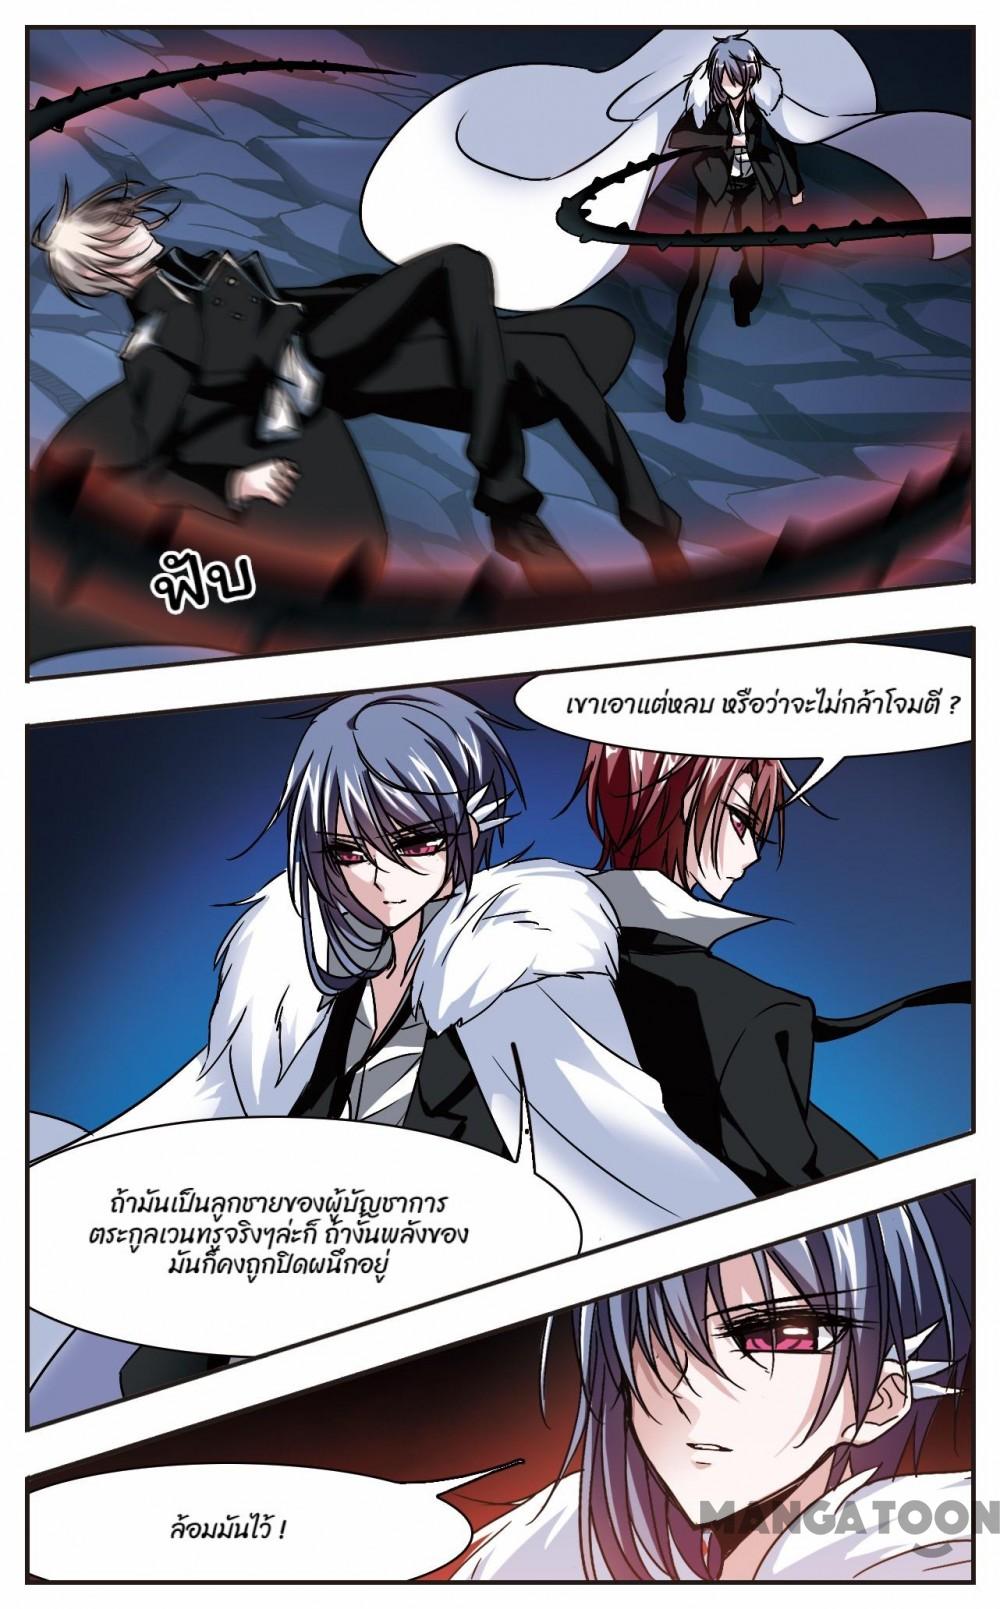 ฟับ
เขาเอาแต่หลบ หรือว่าจะไม่กล้าโจมตี ?
ถ้ามันเป็นลูกชายของผู้บัญชาการ
ตระกูลเวนทรูจริงๆล่ะก็ ถ้างั้นพลังของ
มันก็คงถูกปิดผนึกอยู่
ล้อมมันไว้ !
MANGATOON